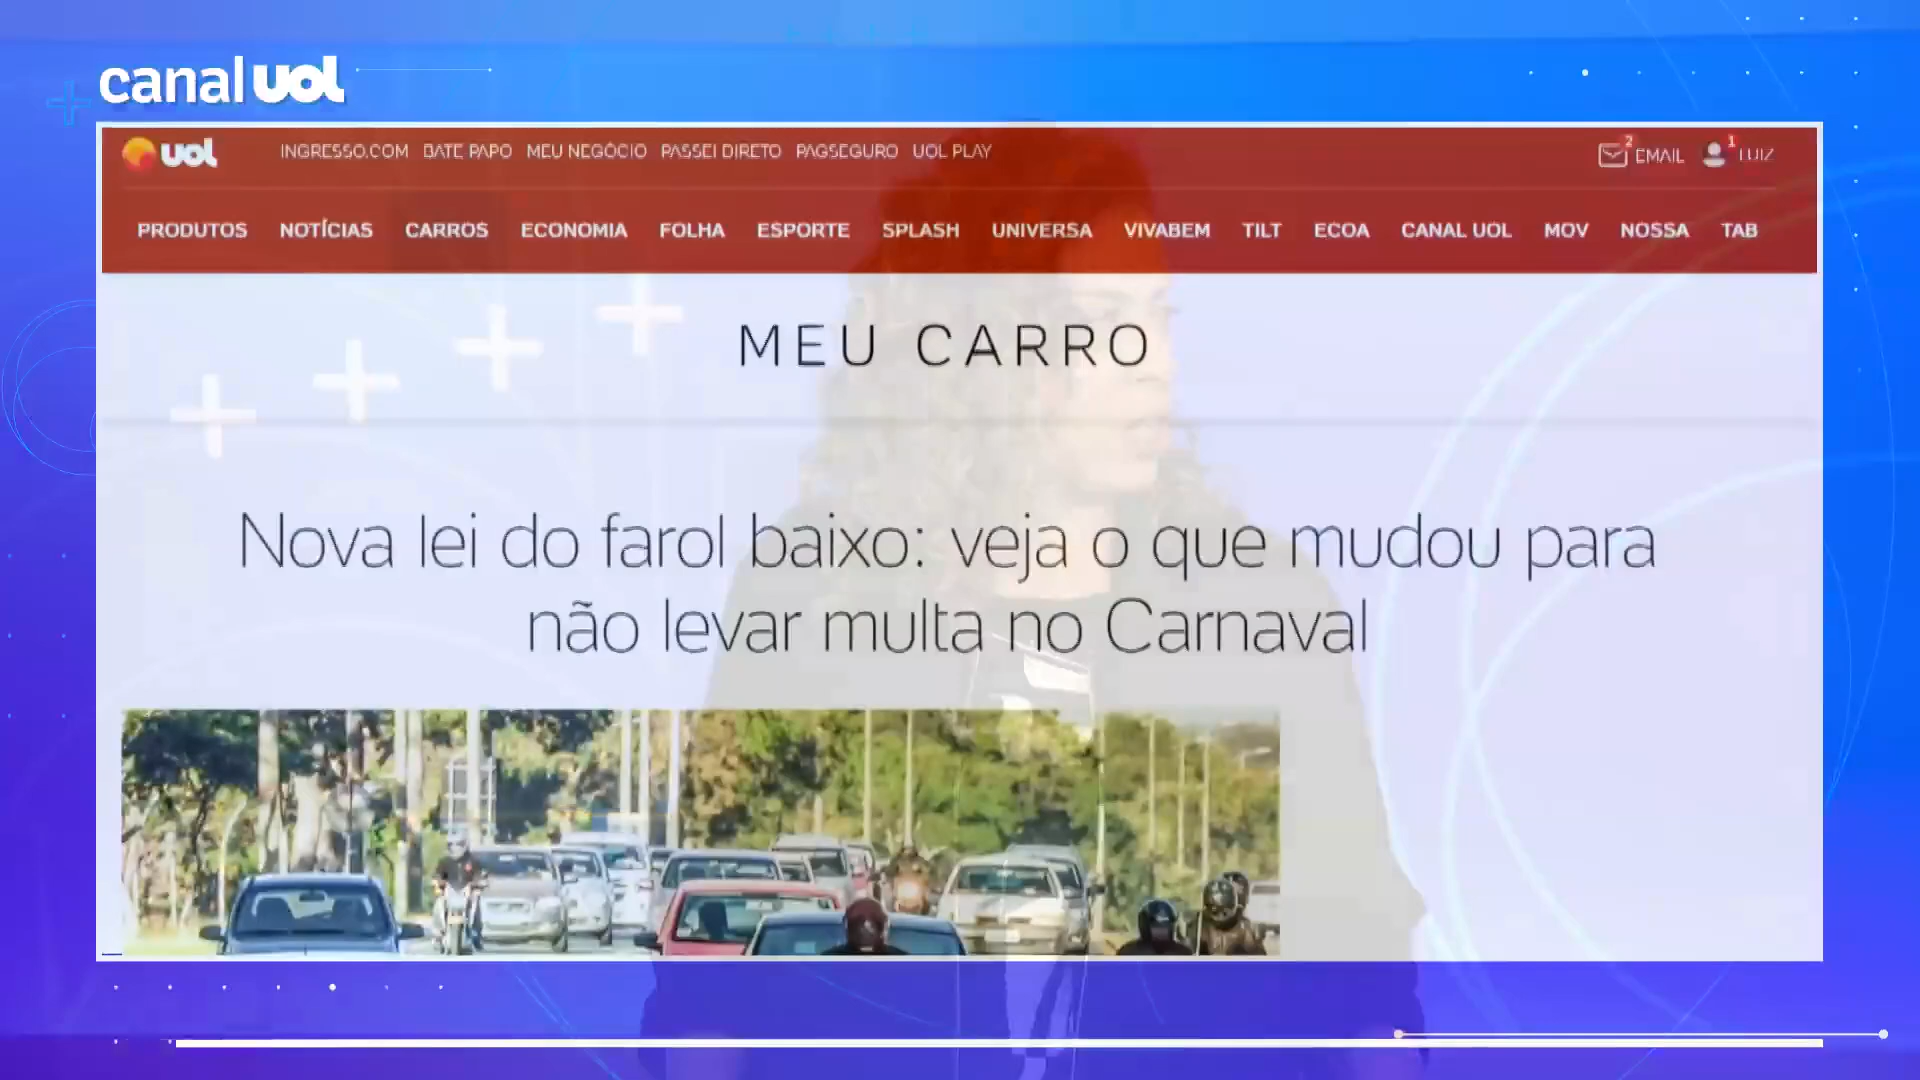 canal UOL
UOL INGRESSO.COM BATE PAPO MEU NEGÓCIO PASSEI DIRETO PAGSEGURO UOL PLAY 2 EMAIL 1 LUIZ
PRODUTOS NOTÍCIAS CARROS ECONOMIA FOLHA ESPORTE SPLASH UNIVERSA VIVABEM TILT ECOA CANAL UOL MOV NOSSA TAB
MEU CARRO
Nova lei do farol baixo: veja o que mudou para
não levar multa no Carnaval